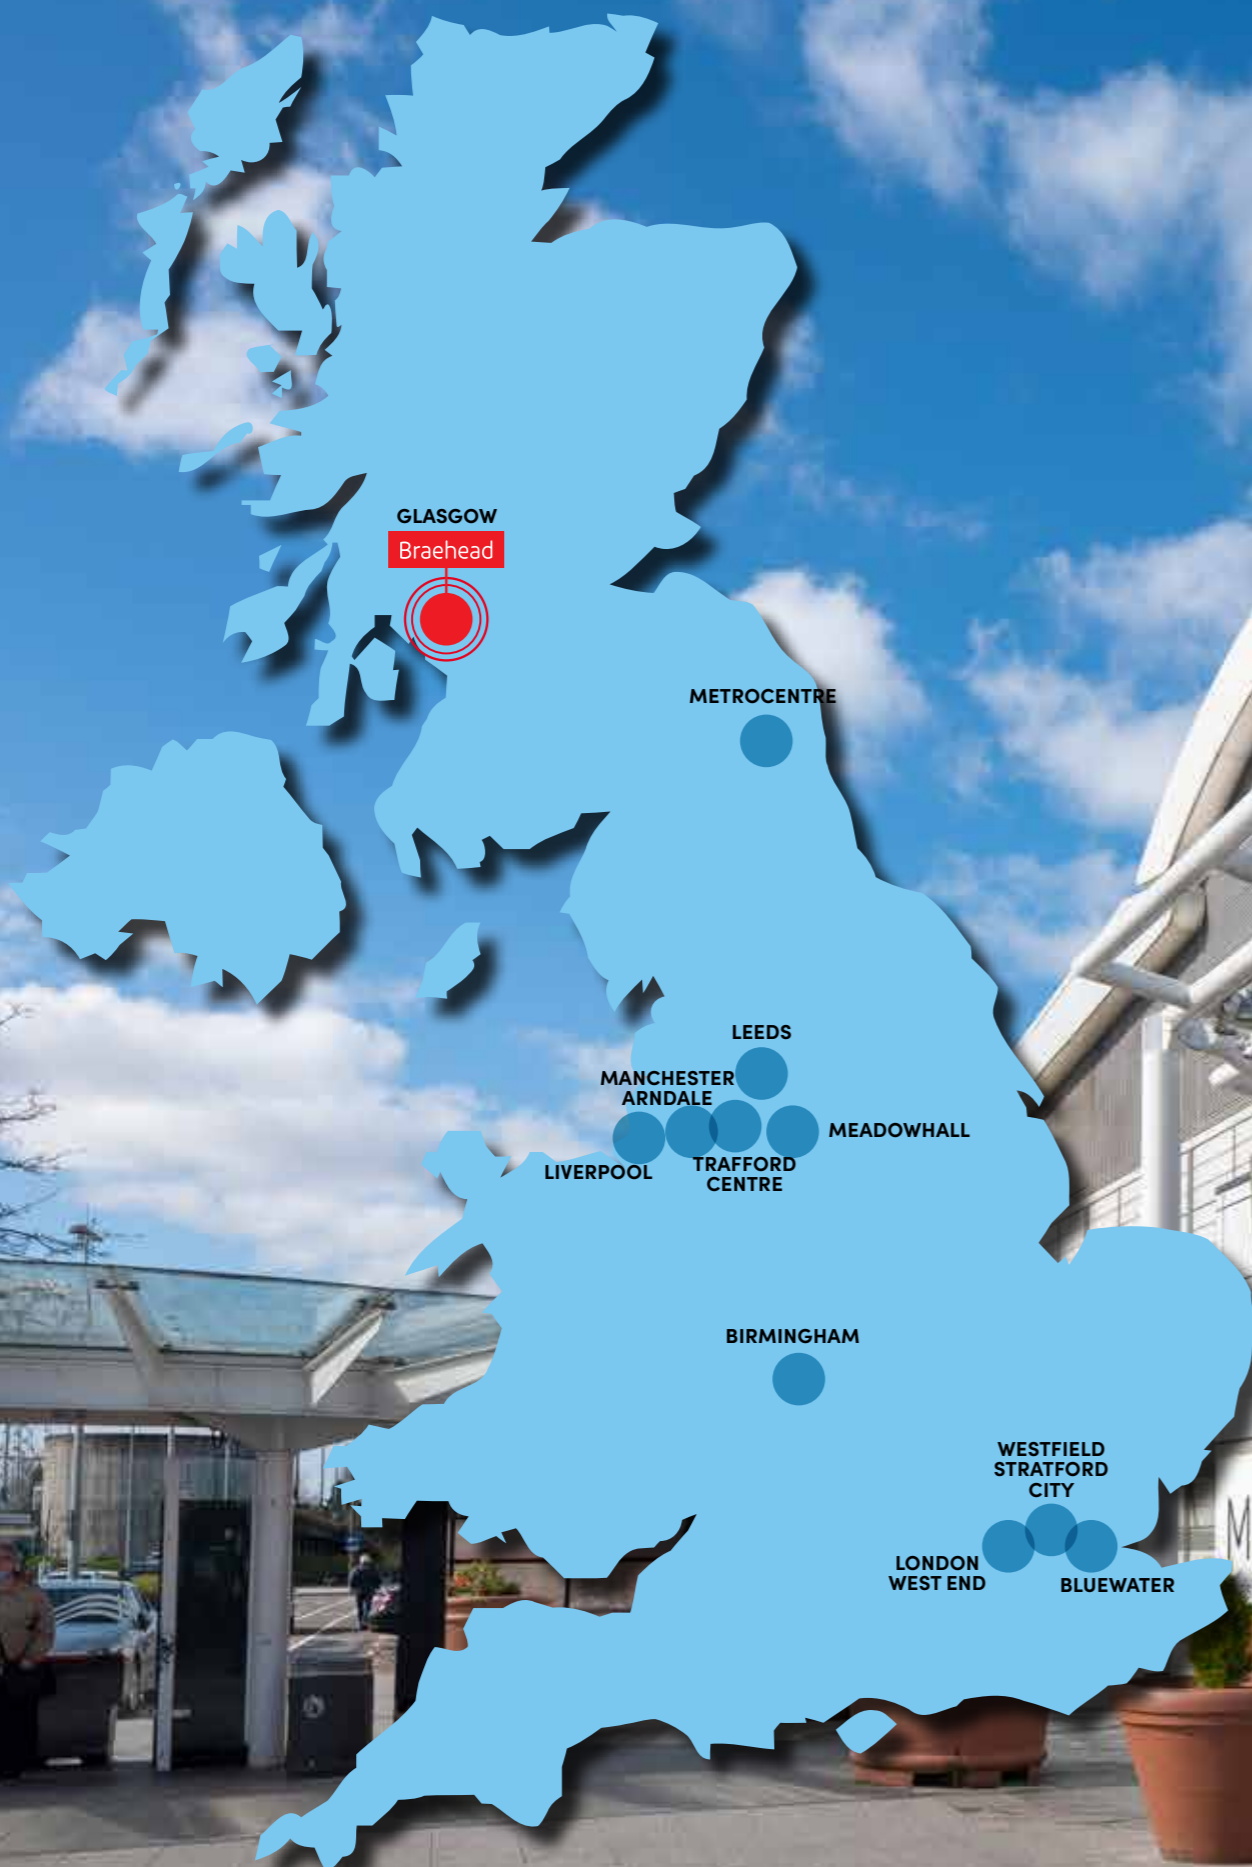 GLASGOW
Braehead
METROCENTRE
LEEDS
MANCHESTER
ARNDALE
MEADOWHALL
LIVERPOOL
TRAFFORD
CENTRE
BIRMINGHAM
WESTFIELD
STRATFORD
CITY
LONDON
WEST END
BLUEWATER
M